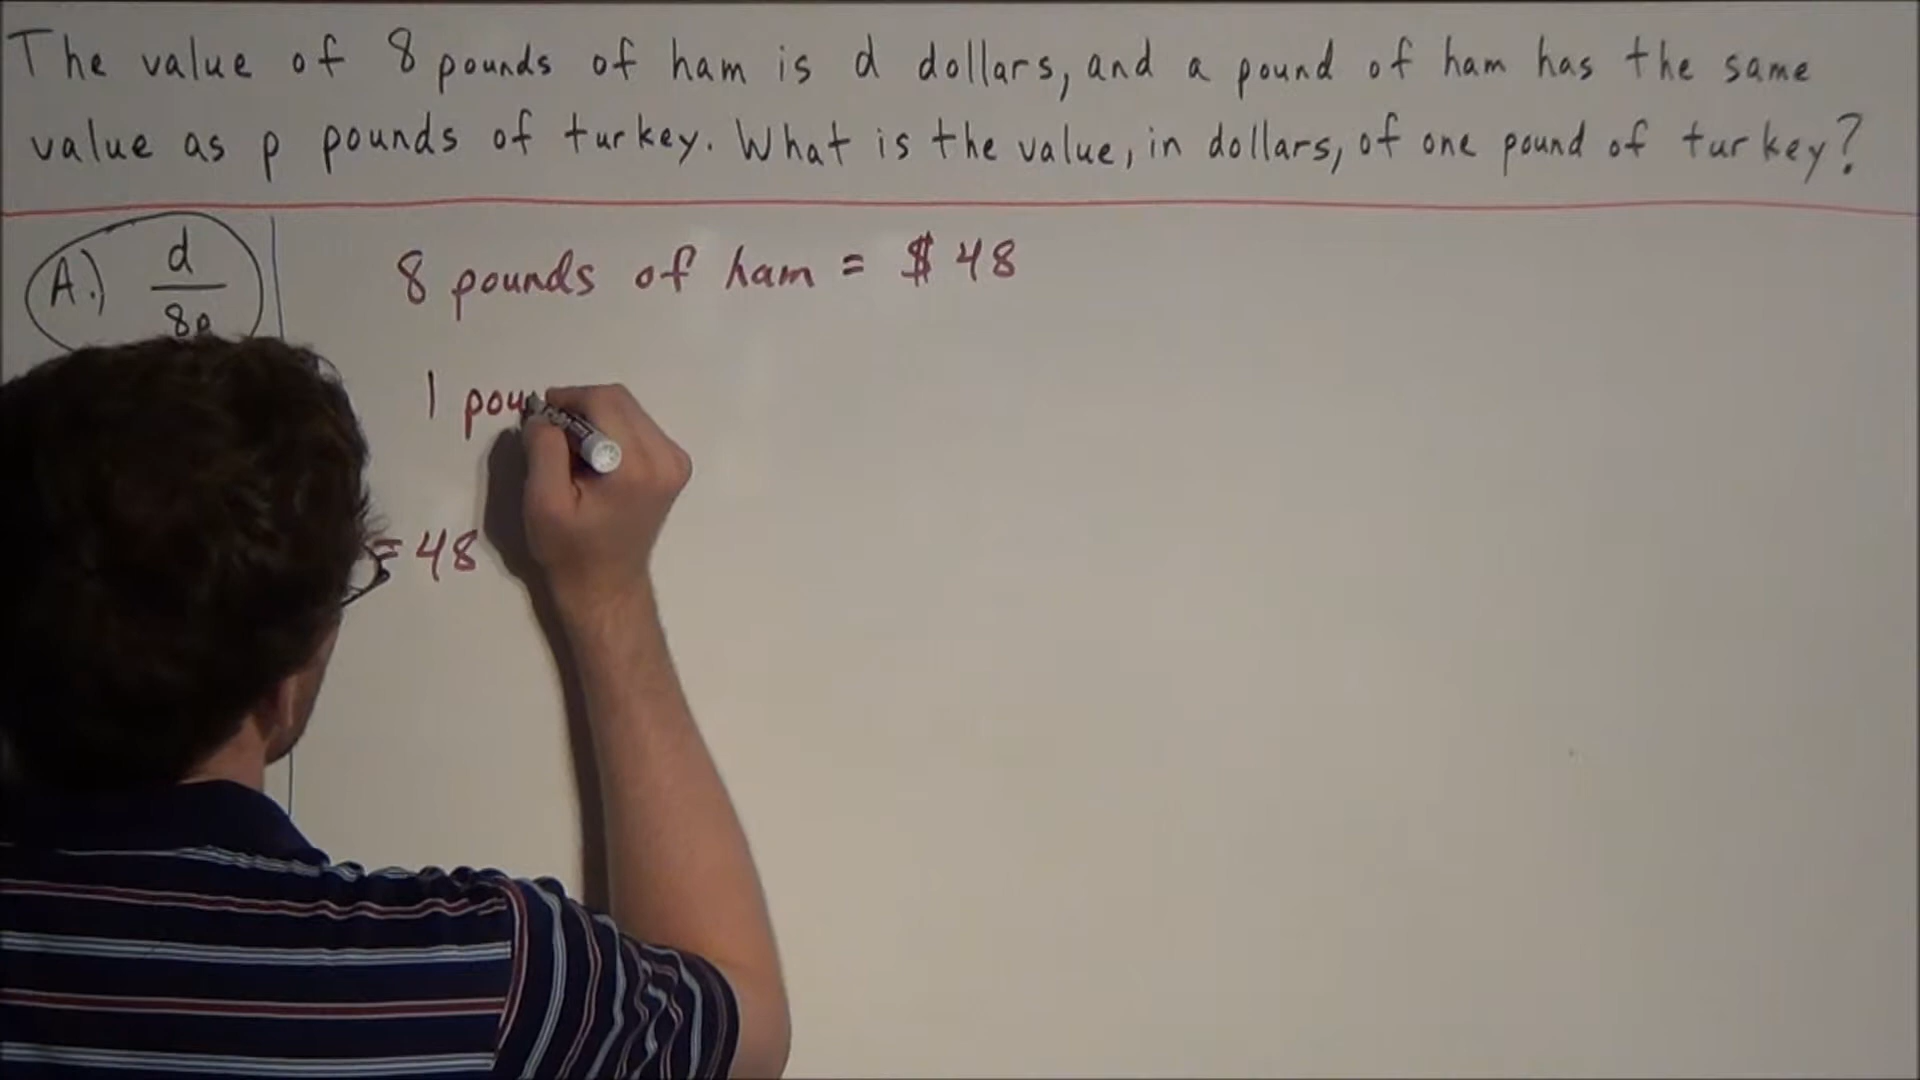 The value of 8 pounds of ham is d dollars, and a pound of ham has the same
value as p pounds of turkey. What is the value, in dollars, of one pound of turkey?
A.) d
8p
8 pounds of ham = $ 48
1 pou
= 48